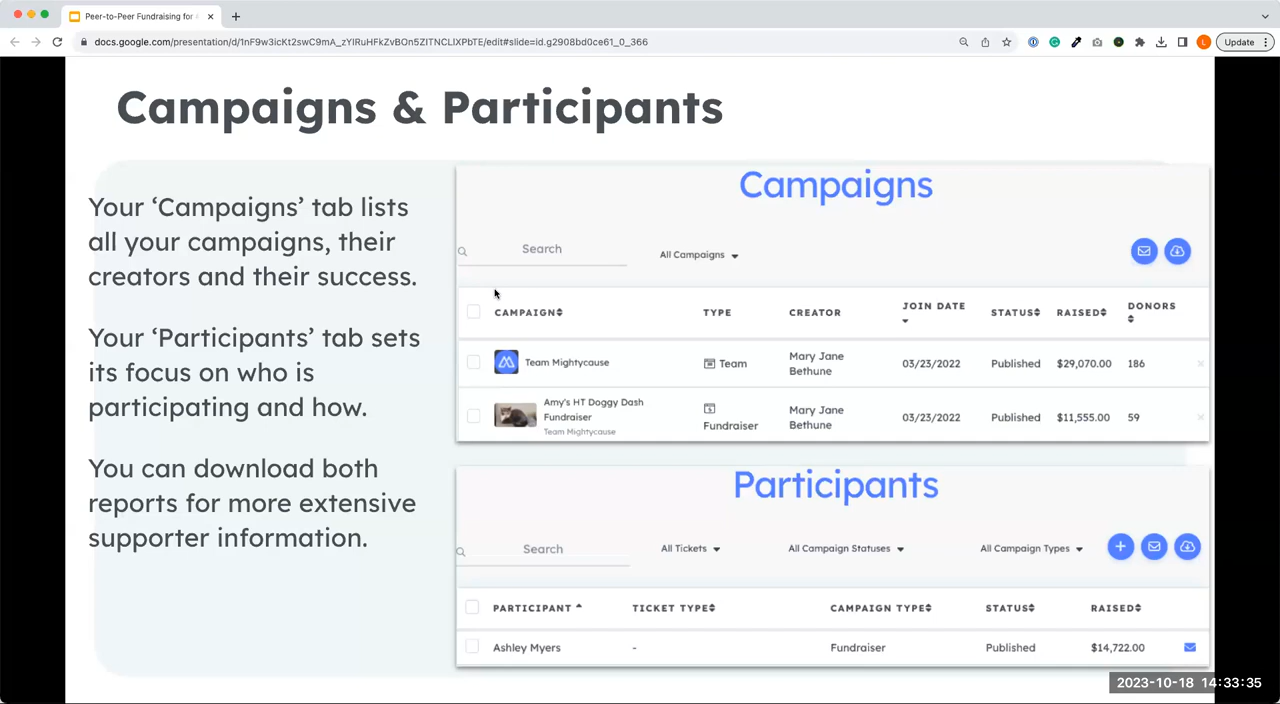 Peer-to-Peer Fundraising for
docs.google.com/presentation/d/1nF9w3icKt2swC9mA_zYlRuHFkZvBOn5ZITNCLlXPbTE/edit#slide=id.g2908bd0ce61_0_366
Update
Campaigns & Participants
Your ‘Campaigns’ tab lists
all your campaigns, their
creators and their success.
Your ‘Participants’ tab sets
its focus on who is
participating and how.
You can download both
reports for more extensive
supporter information.
Campaigns
Search
All Campaigns
CAMPAIGN TYPE CREATOR JOIN DATE STATUS RAISED DONORS
Team Mightycause Team Mary Jane Bethune 03/23/2022 Published $29,070.00 186
Amy's HT Doggy Dash Fundraiser Team Mightycause Fundraiser Mary Jane Bethune 03/23/2022 Published $11,555.00 59
Participants
Search All Tickets All Campaign Statuses All Campaign Types
PARTICIPANT TICKET TYPE CAMPAIGN TYPE STATUS RAISED
Ashley Myers - Fundraiser Published $14,722.00
2023-10-18 14:33:35